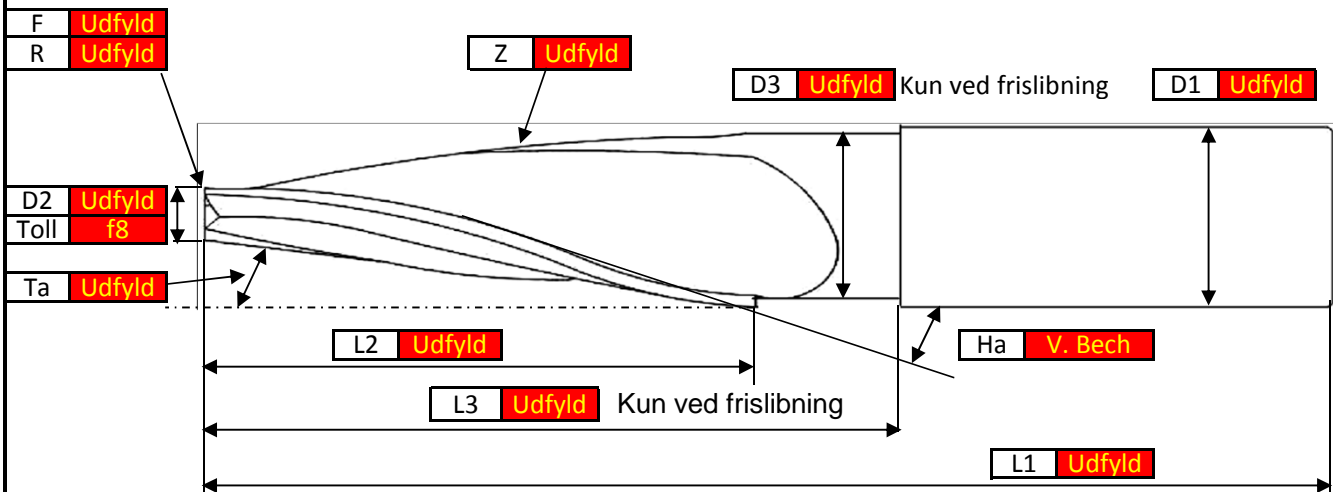 F Udfyld
R Udfyld
Z Udfyld
D3 Udfyld Kun ved frislibning
D1 Udfyld
D2 Udfyld
Toll f8
Ta Udfyld
L2 Udfyld
Ha V. Bech
L3 Udfyld Kun ved frislibning
L1 Udfyld